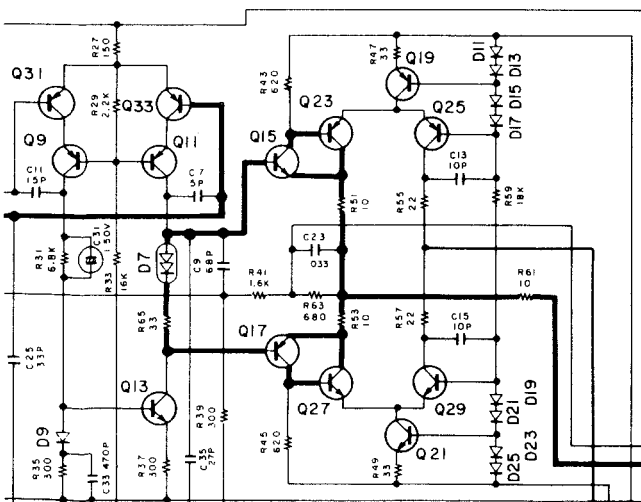 R27
150
Q31
R29
2.2K
Q33
Q9
Q11
C11
15P
C7
5P
R43
620
Q23
Q15
R47
33
Q19
D11
D13
D15
D17
Q25
C13
10P
R51
10
R55
22
R59
18K
R31
6.8K
C31
1.50V
R33
16K
D7
C9
68P
C23
.033
R41
1.6K
R63
680
R61
10
R65
33
R53
10
R57
22
C15
10P
C25
33P
Q17
Q27
Q13
Q29
D19
D21
D23
D25
Q21
D9
R35
300
C33 470P
R37
300
C35
27P
R39
300
R45
620
R49
33